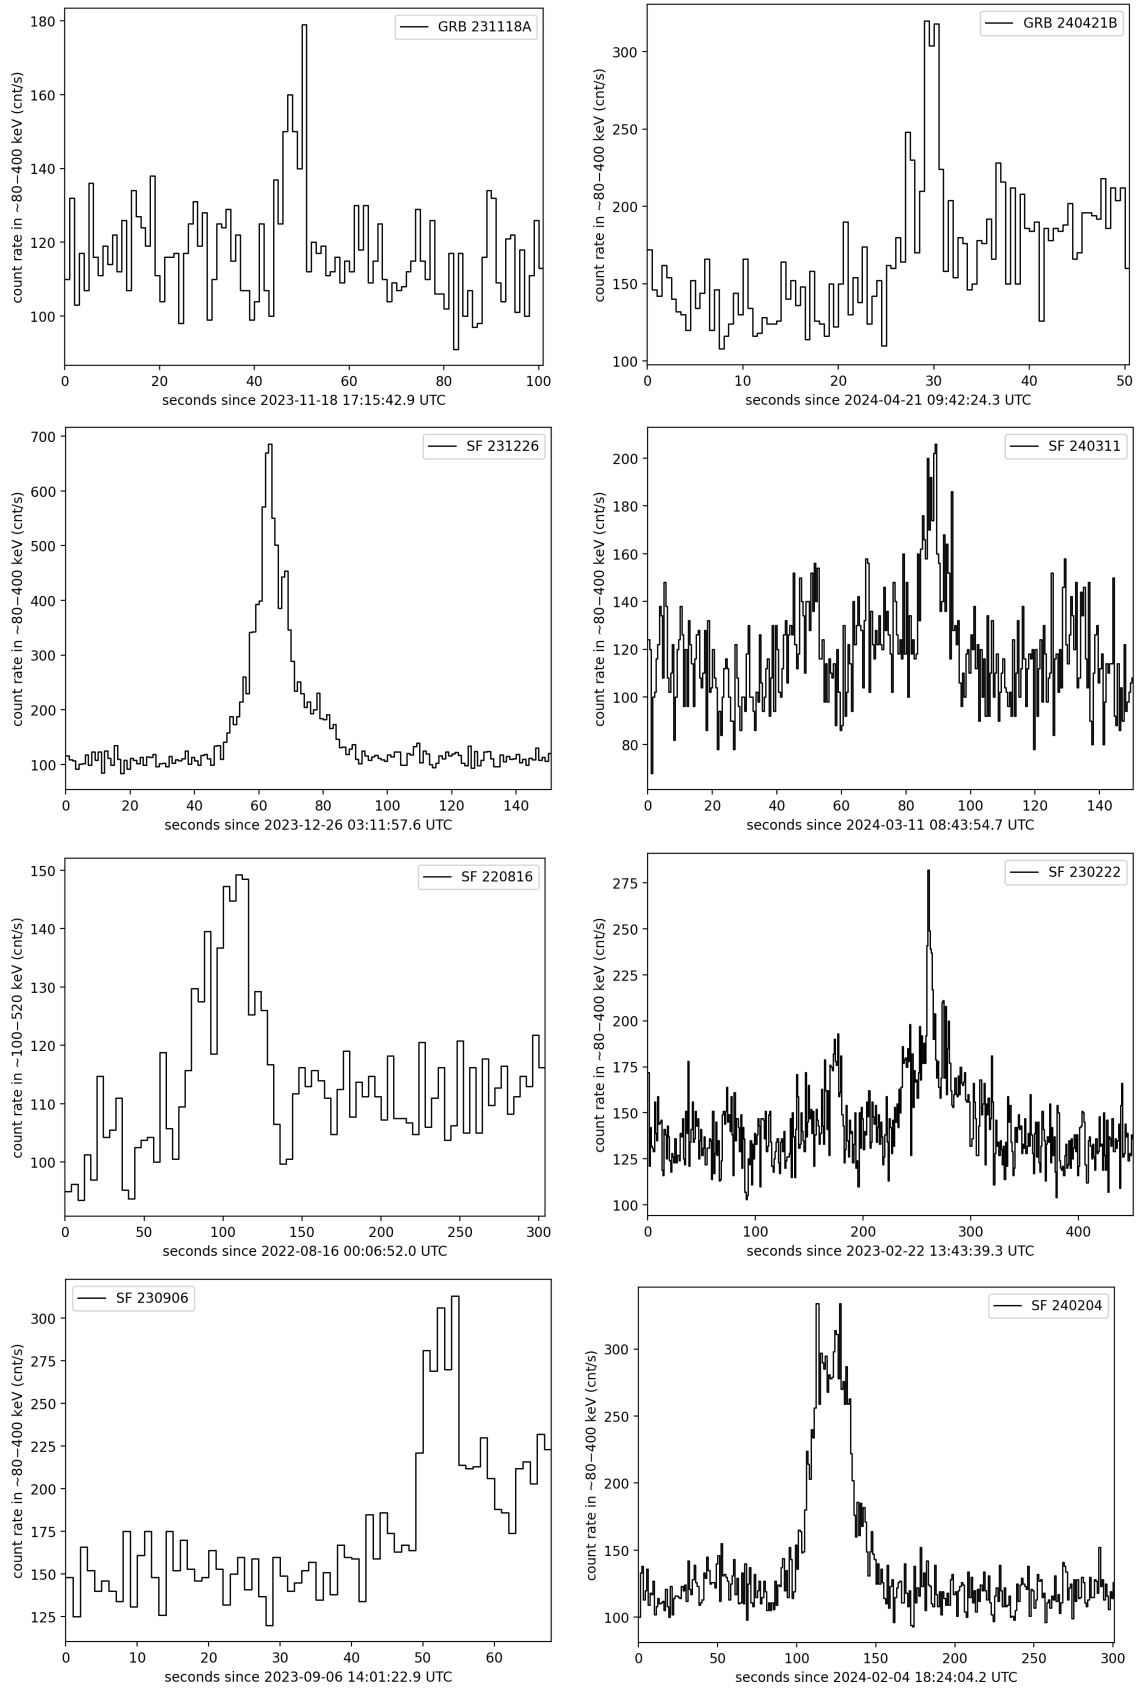 GRB 231118A
count rate in ~80−400 keV (cnt/s)
180
160
140
120
100
0 20 40 60 80 100
seconds since 2023-11-18 17:15:42.9 UTC
GRB 240421B
count rate in ~80−400 keV (cnt/s)
300
250
200
150
100
0 10 20 30 40 50
seconds since 2024-04-21 09:42:24.3 UTC
SF 231226
count rate in ~80−400 keV (cnt/s)
700
600
500
400
300
200
100
0 20 40 60 80 100 120 140
seconds since 2023-12-26 03:11:57.6 UTC
SF 240311
count rate in ~80−400 keV (cnt/s)
200
180
160
140
120
100
80
0 20 40 60 80 100 120 140
seconds since 2024-03-11 08:43:54.7 UTC
SF 220816
count rate in ~100−520 keV (cnt/s)
150
140
130
120
110
100
0 50 100 150 200 250 300
seconds since 2022-08-16 00:06:52.0 UTC
SF 230222
count rate in ~80−400 keV (cnt/s)
275
250
225
200
175
150
125
100
0 100 200 300 400
seconds since 2023-02-22 13:43:39.3 UTC
SF 230906
count rate in ~80−400 keV (cnt/s)
300
275
250
225
200
175
150
125
0 10 20 30 40 50 60
seconds since 2023-09-06 14:01:22.9 UTC
SF 240204
count rate in ~80−400 keV (cnt/s)
300
250
200
150
100
0 50 100 150 200 250 300
seconds since 2024-02-04 18:24:04.2 UTC